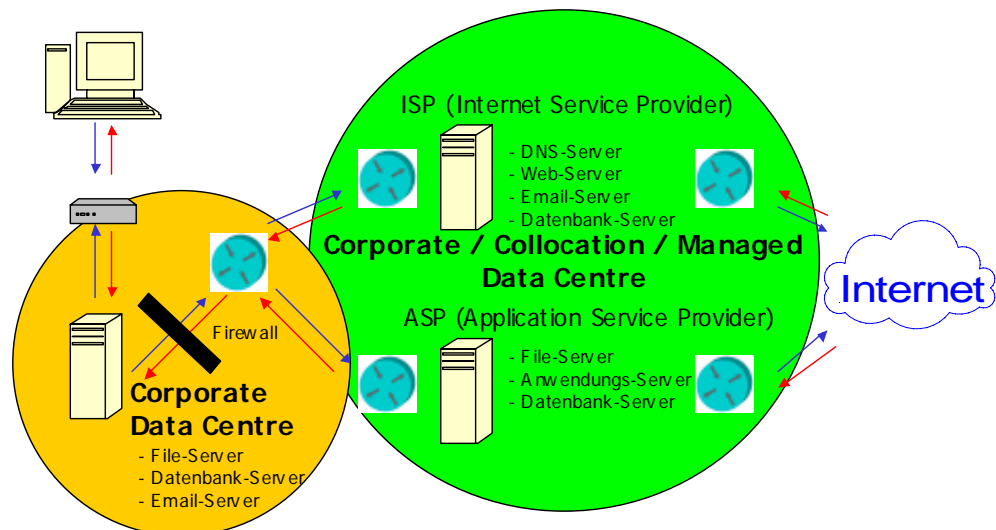 ISP (Internet Service Provider)
- DNS-Server
- Web-Server
- Email-Server
- Datenbank-Server
Corporate / Collocation / Managed
Data Centre
Internet
ASP (Application Service Provider)
- File-Server
- Anwendungs-Server
- Datenbank-Server
Firewall
Corporate
Data Centre
- File-Server
- Datenbank-Server
- Email-Server